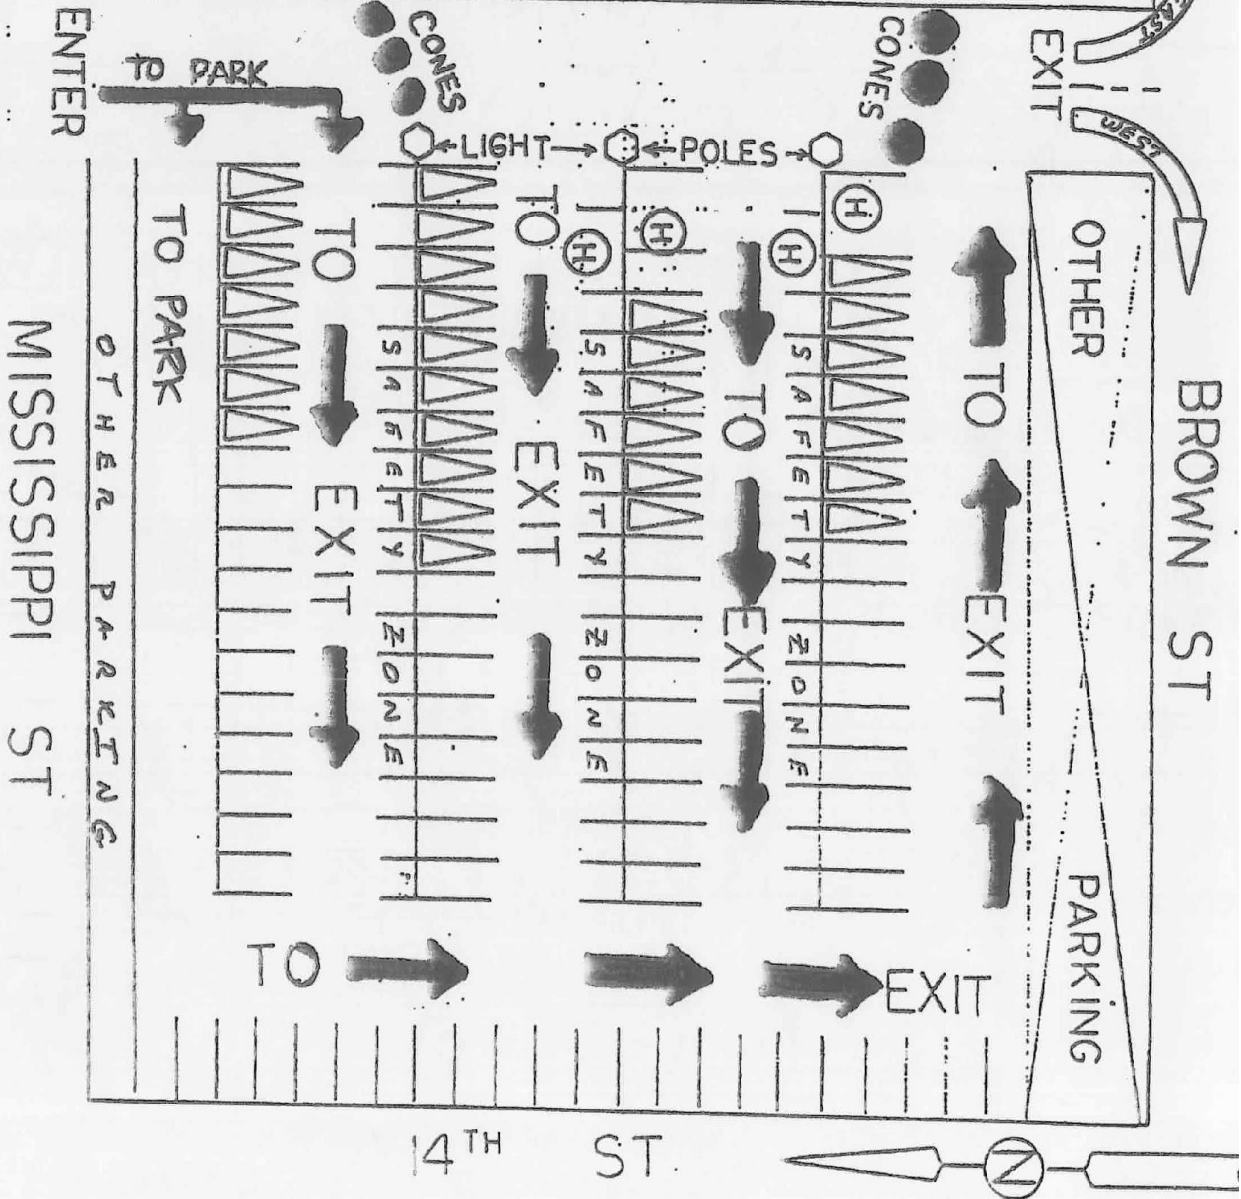 ENTER
TO PARK
CONES
CONES
EXIT
EAST
WEST
LIGHT
POLES
H
H
H
H
TO PARK
TO EXIT
TO EXIT
TO EXIT
TO EXIT
SAFETY ZONE
SAFETY ZONE
SAFETY ZONE
OTHER PARKING
OTHER PARKING
MISSISSIPPI ST
BROWN ST
TO EXIT
14TH ST.
N